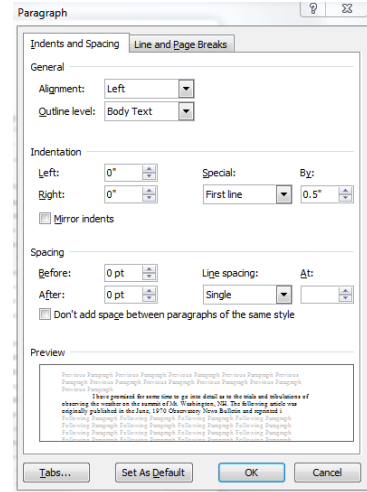 Paragraph
Indents and Spacing Line and Page Breaks
General
Alignment: Left
Outline level: Body Text
Indentation
Left: 0" Special: By:
Right: 0" First line 0.5"
Mirror indents
Spacing
Before: 0 pt Line spacing: At:
After: 0 pt Single
Don't add space between paragraphs of the same style
Preview
Previous Paragraph Previous Paragraph Previous Paragraph Previous Paragraph Previous
Paragraph Previous Paragraph Previous Paragraph Previous Paragraph Previous Paragraph
Previous Paragraph
I have promised for some time to go into detail as to the trials and tribulations of
observing the weather on the summit of Mt. Washington, NH. The following article was
originally published in the June, 1970 Observatory News Bulletin and reprinted i
Following Paragraph Following Paragraph Following Paragraph Following Paragraph
Following Paragraph Following Paragraph Following Paragraph Following Paragraph
Following Paragraph Following Paragraph Following Paragraph Following Paragraph
Tabs... Set As Default OK Cancel